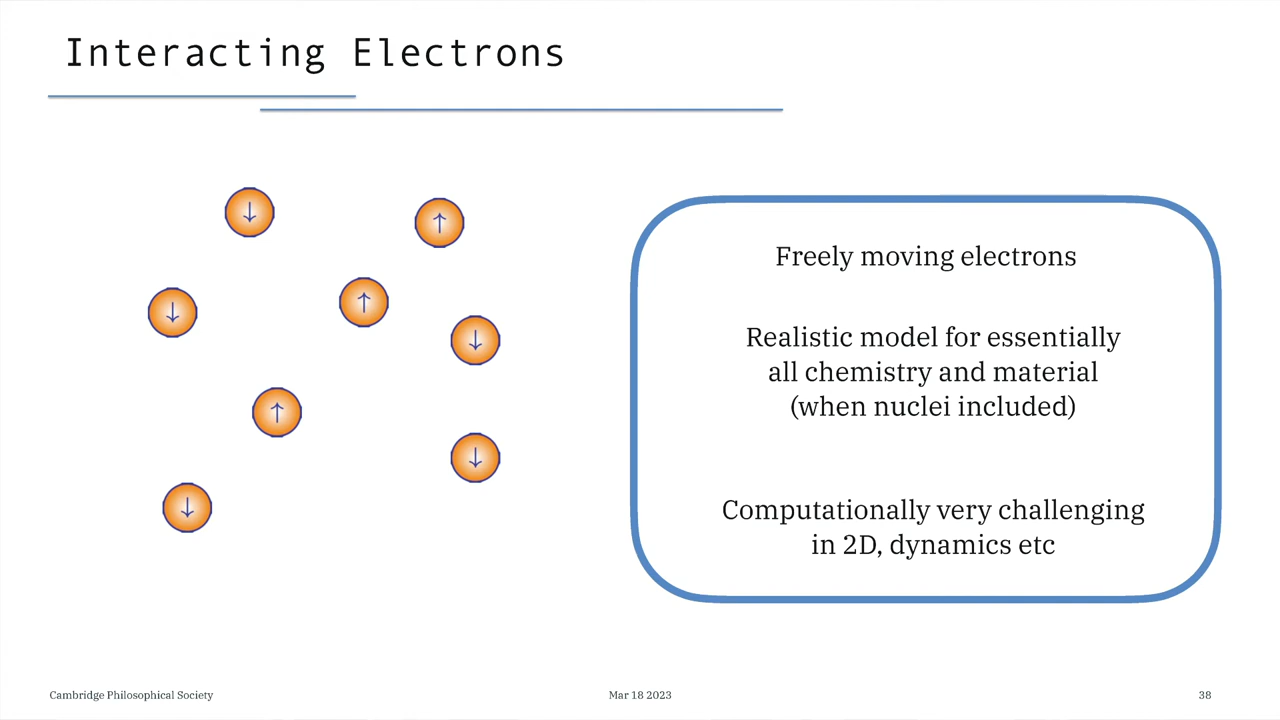 Interacting Electrons
↓
↑
↑
↓
↓
↑
↓
↓
Freely moving electrons
Realistic model for essentially
all chemistry and material
(when nuclei included)
Computationally very challenging
in 2D, dynamics etc
Cambridge Philosophical Society
Mar 18 2023
38